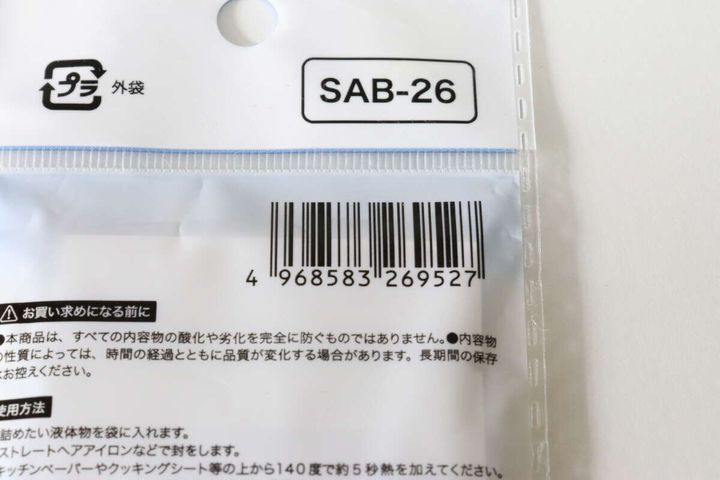 プラ 外袋
SAB-26
4 968583 269527
お買い求めになる前に
●本商品は、すべての内容物の酸化や劣化を完全に防ぐものではありません。●内容物
の性質によっては、時間の経過とともに品質が変化する場合があります。長期間の保存
はお控えください。
使用方法
詰めたい液体物を袋に入れます。
ストレートヘアアイロンなどで封をします。
キッチンペーパーやクッキングシート等の上から140度で約5秒熱を加えてください。